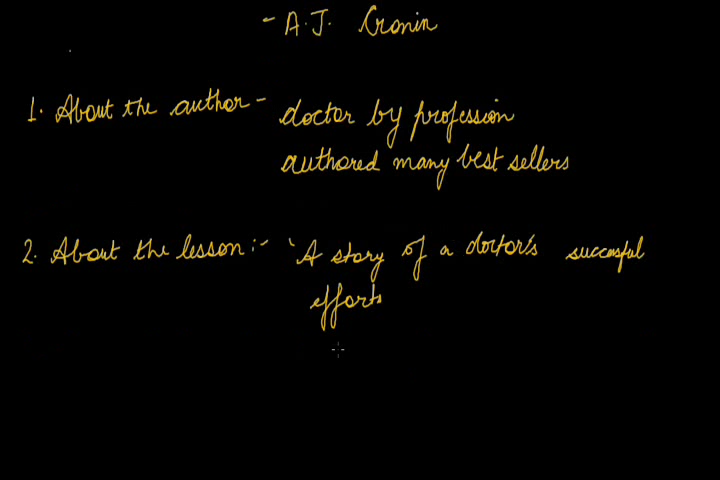 - A.J. Cronin
1. About the author - doctor by profession
authored many best sellers
2. About the lesson :- 'A story of a doctor's succesful
efforts